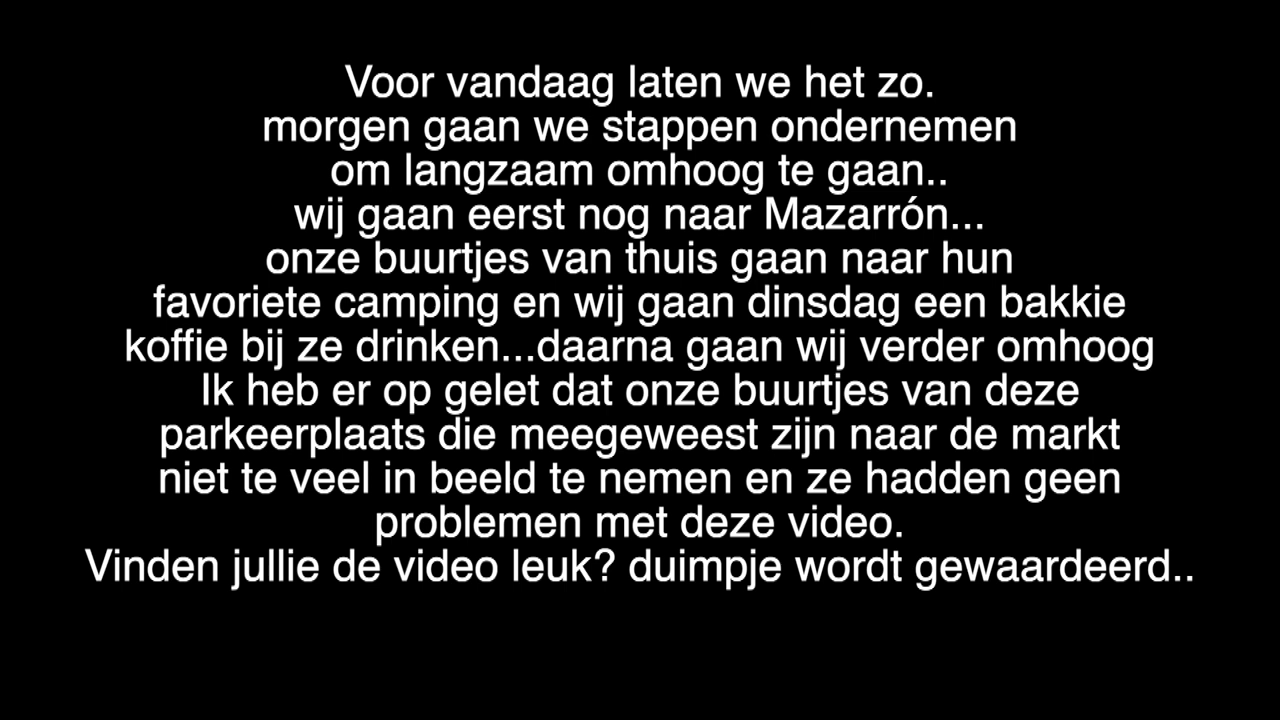 Voor vandaag laten we het zo.
morgen gaan we stappen ondernemen
om langzaam omhoog te gaan..
wij gaan eerst nog naar Mazarrón...
onze buurtjes van thuis gaan naar hun
favoriete camping en wij gaan dinsdag een bakkie
koffie bij ze drinken...daarna gaan wij verder omhoog
Ik heb er op gelet dat onze buurtjes van deze
parkeerplaats die meegeweest zijn naar de markt
niet te veel in beeld te nemen en ze hadden geen
problemen met deze video.
Vinden jullie de video leuk? duimpje wordt gewaardeerd..